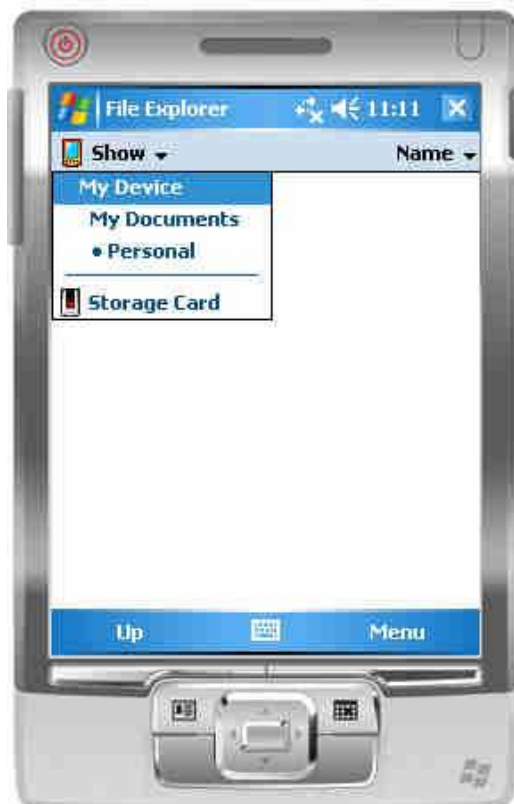 File Explorer 11:11
Show Name
My Device
My Documents
• Personal
Storage Card
Up Menu